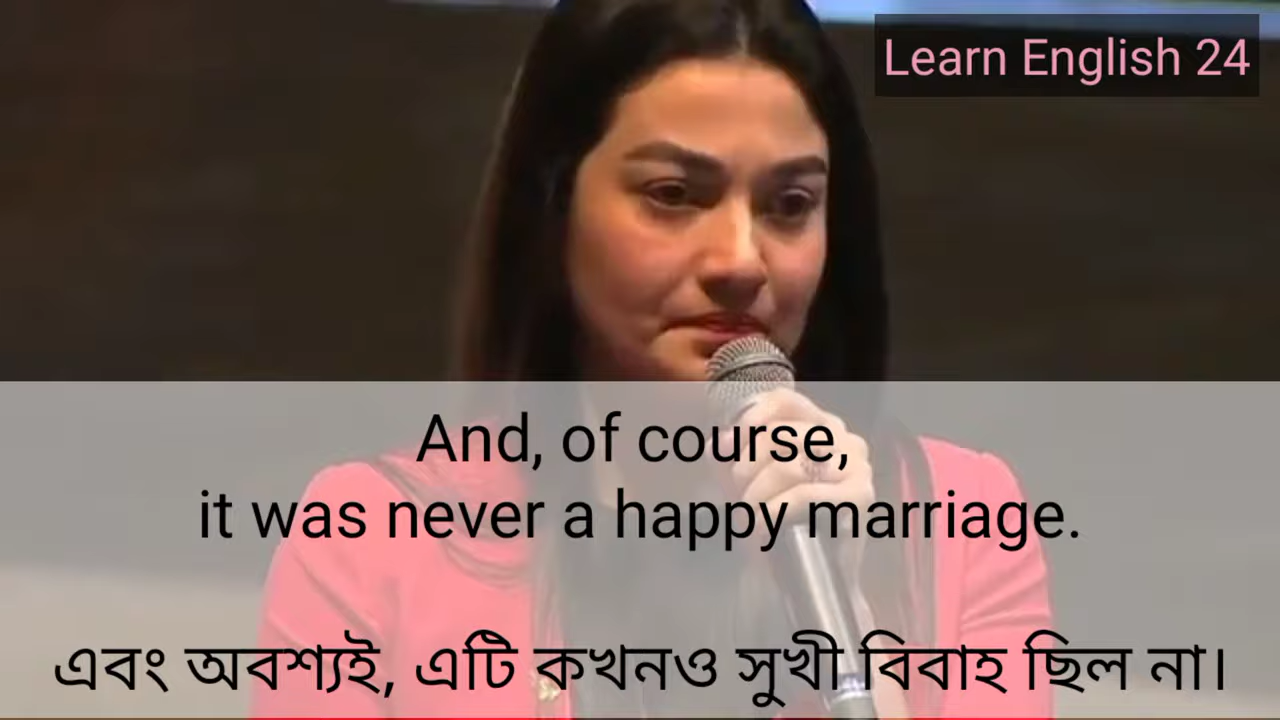 Learn English 24
And, of course,
it was never a happy marriage.
এবং অবশ্যই, এটি কখনও সুখী বিবাহ ছিল না।